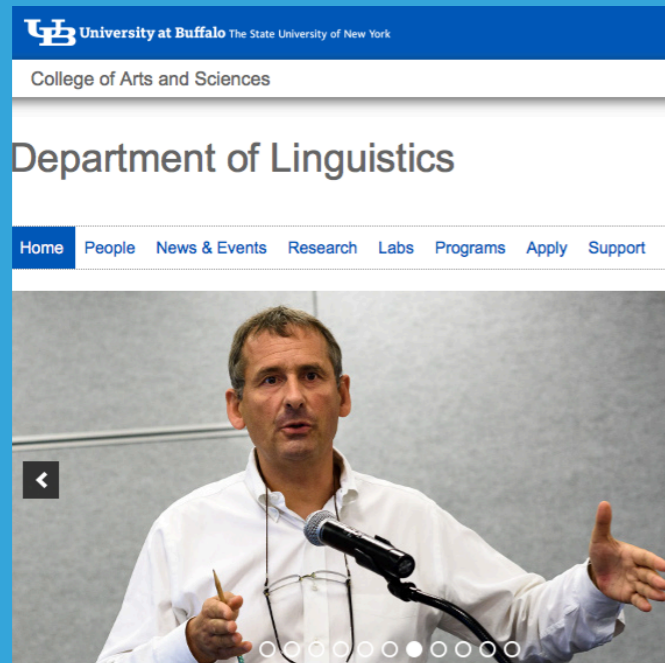 UB University at Buffalo The State University of New York
College of Arts and Sciences
Department of Linguistics
Home People News & Events Research Labs Programs Apply Support